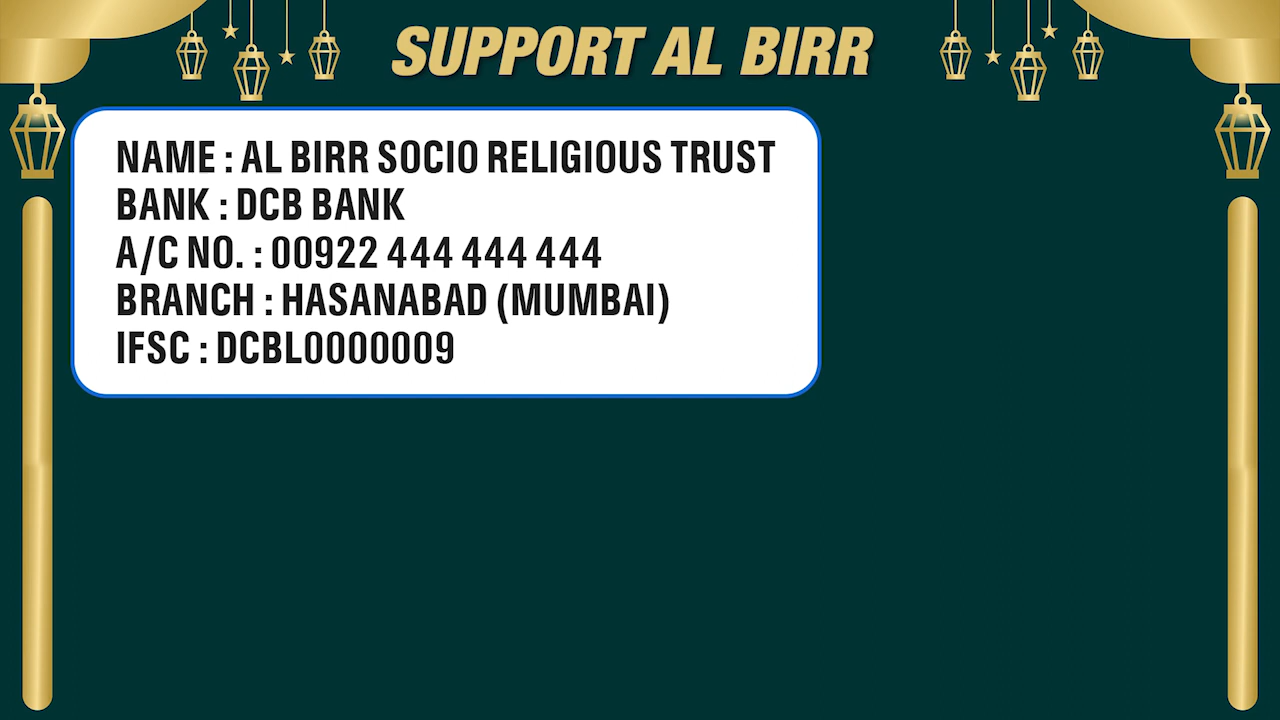 SUPPORT AL BIRR
NAME : AL BIRR SOCIO RELIGIOUS TRUST
BANK : DCB BANK
A/C NO. : 00922 444 444 444
BRANCH : HASANABAD (MUMBAI)
IFSC : DCBL0000009